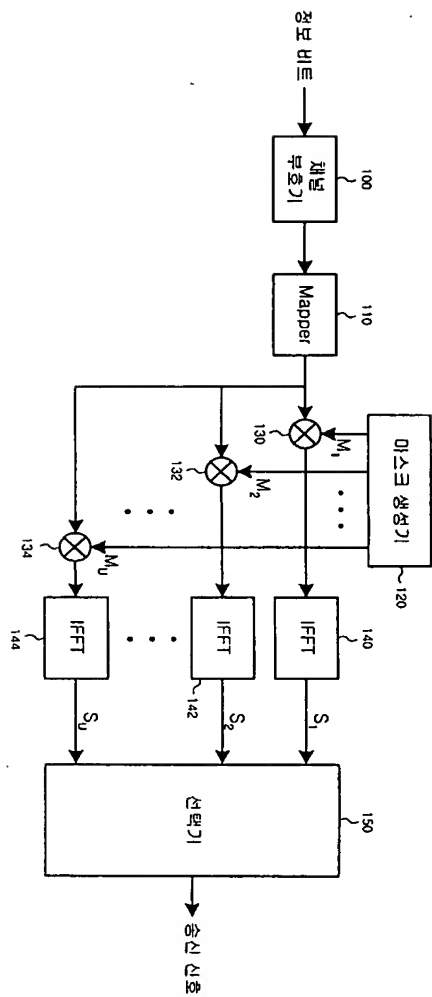 정보 비트
채널
부호기
100
Mapper
110
마스크 생성기
120
M₁
130
M₂
132
M_U
134
IFFT
140
IFFT
142
IFFT
144
S₁
S₂
S_U
선택기
150
송신 신호